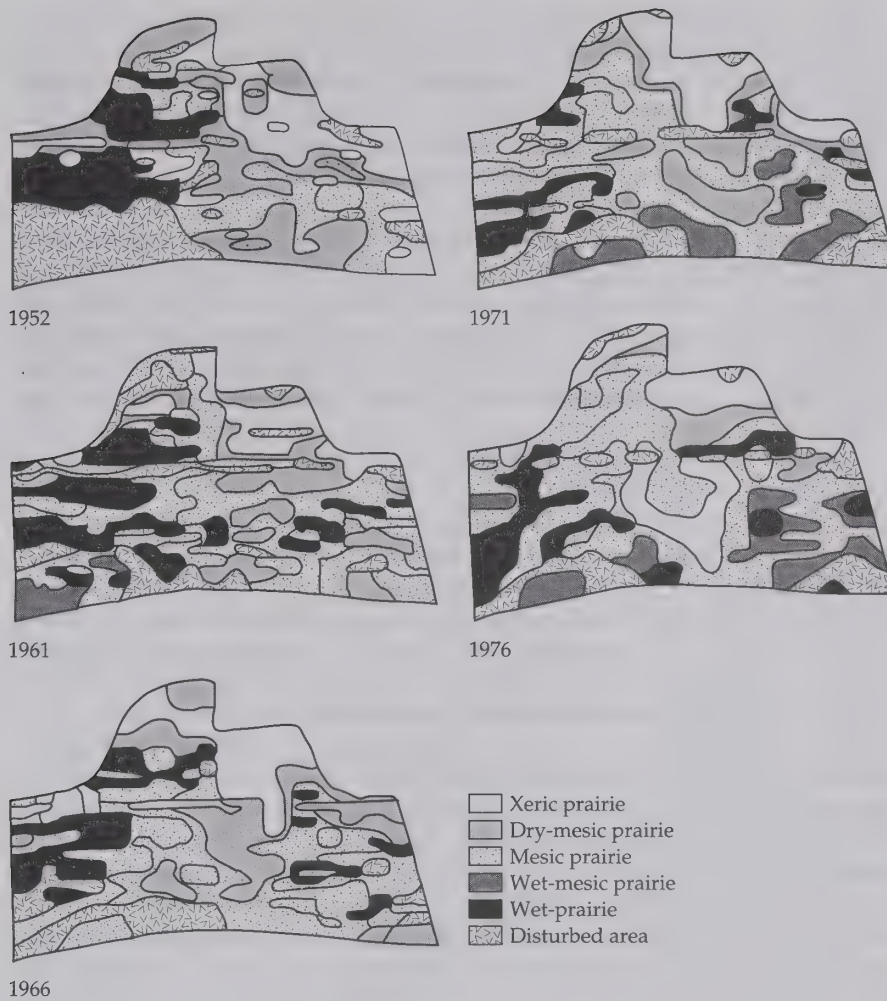 1952
1971
1961
1976
1966
Xeric prairie
Dry-mesic prairie
Mesic prairie
Wet-mesic prairie
Wet-prairie
Disturbed area